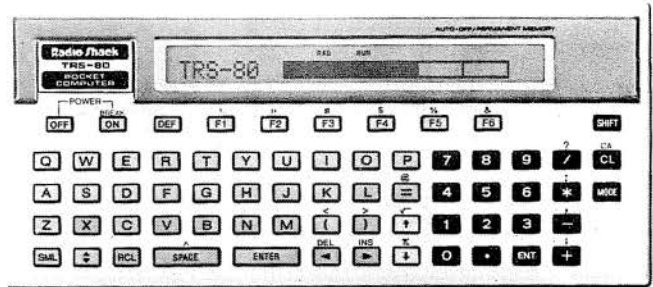 AUTO-OFF/PERMANENT MEMORY
Radio Shack
TRS-80
POCKET COMPUTER
RAD RUN
TRS-80
POWER
BREAK
! " # $ % &
OFF ON DEF F1 F2 F3 F4 F5 F6 SHIFT
? CA
Q W E R T Y U I O P 7 8 9 / CL
@ :
A S D F G H J K L = 4 5 6 * MODE
< > √ ,
Z X C V B N M ( ) ↑ 1 2 3 −
^ DEL INS ;
SML ⬍ RCL SPACE ENTER ◄ ► ↓ 0 • ENT +